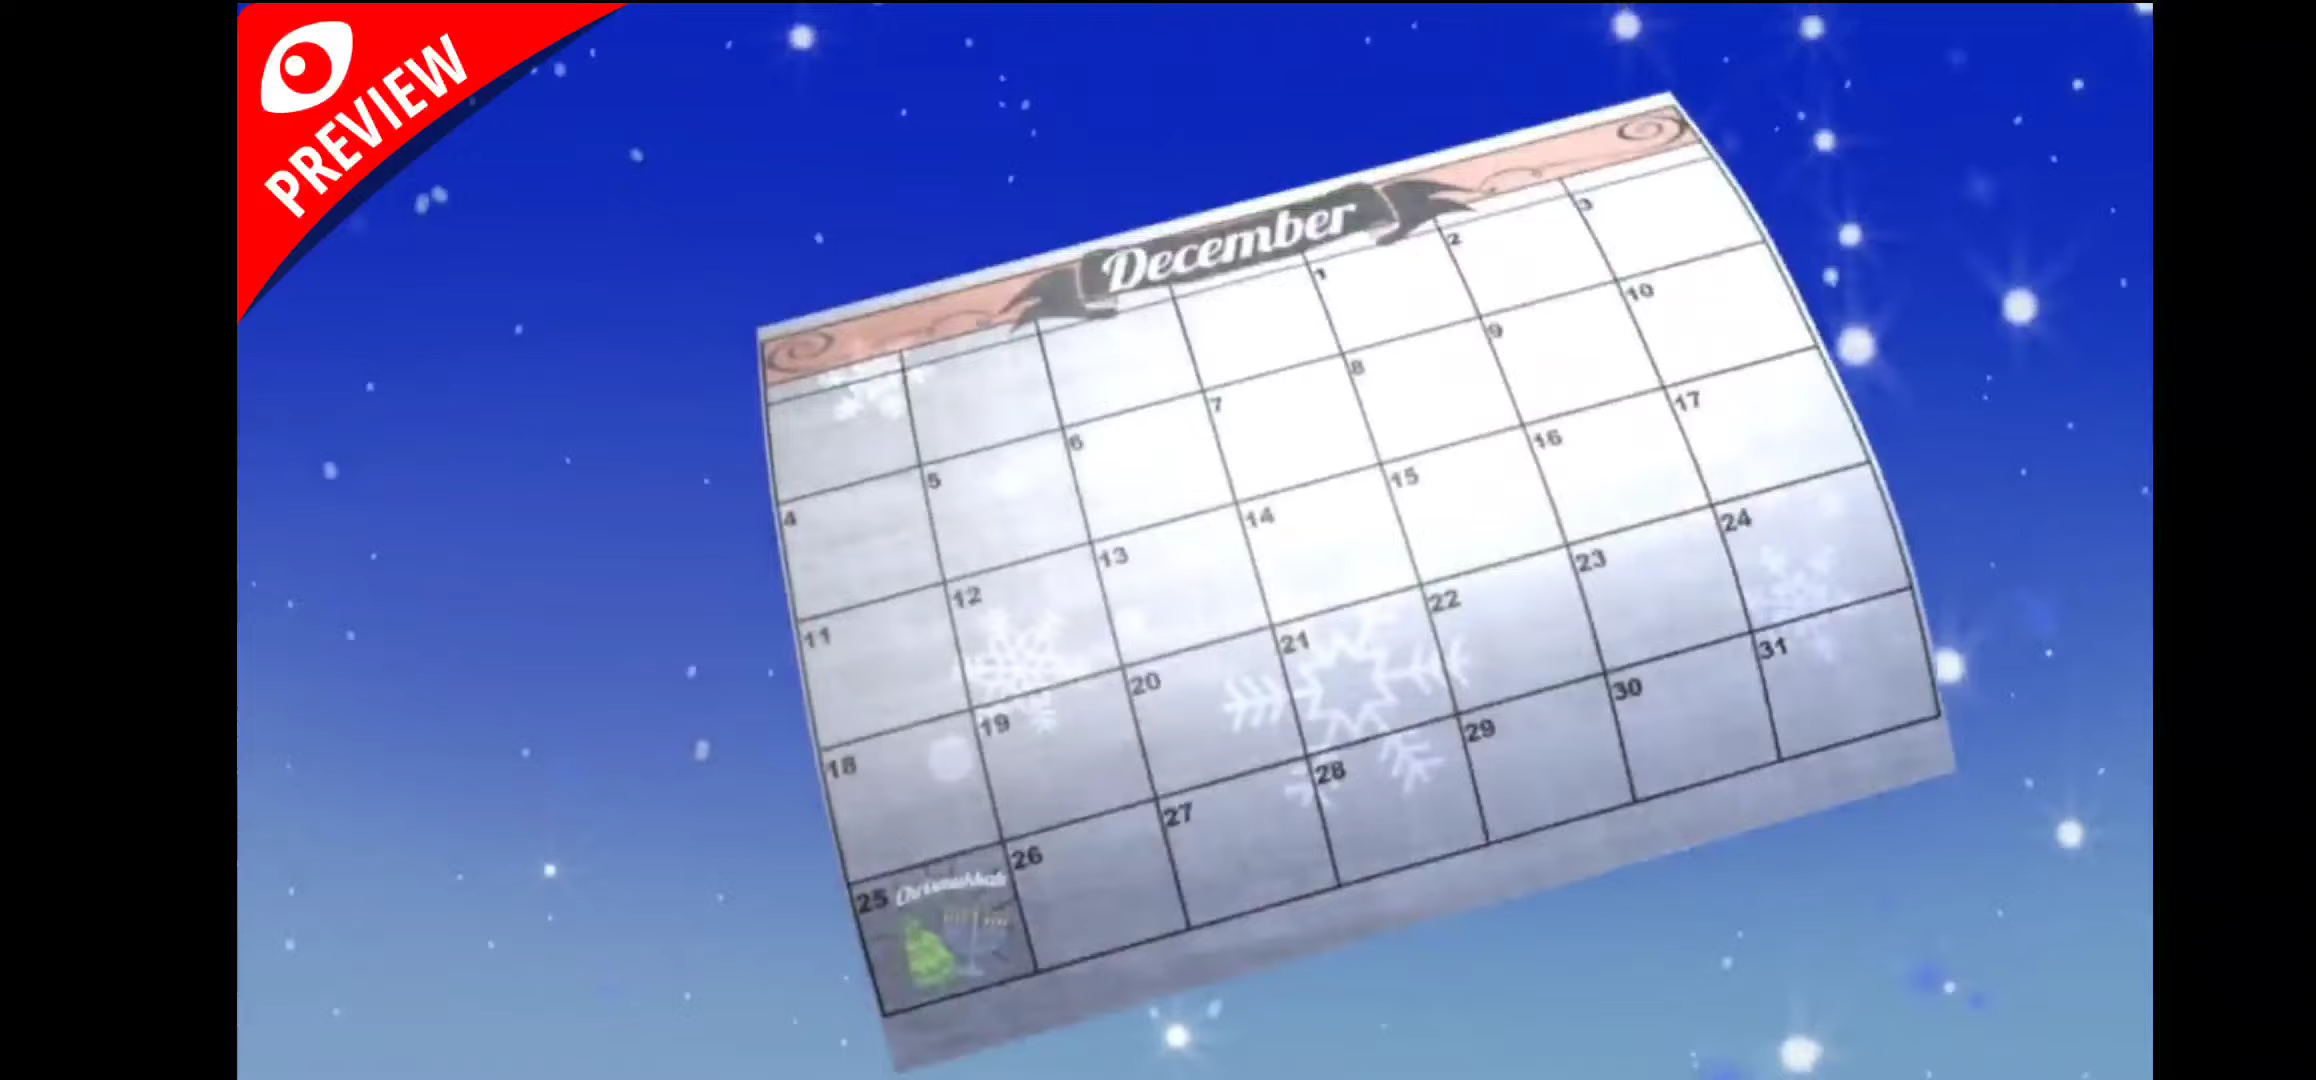 PREVIEW
December
1 2 3
4 5 6 7 8 9 10
11 12 13 14 15 16 17
18 19 20 21 22 23 24
25 Chrismukkah 26 27 28 29 30 31